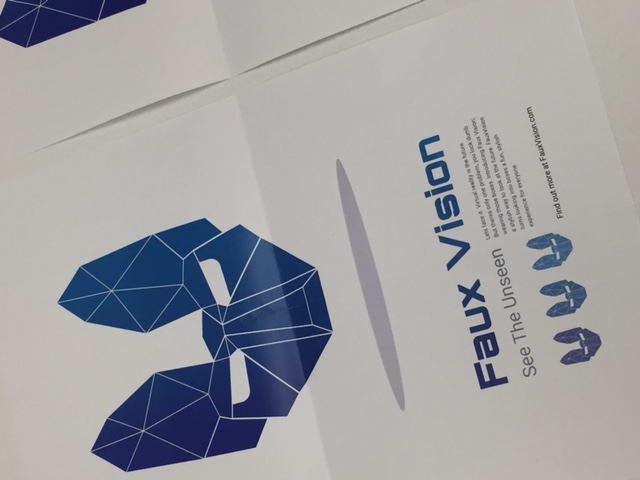 Faux Vision
See The Unseen
Lets face it. Virtual reality is the future.
But theres only one problem, you look dumb
wearing those boxes. Introducing Faux Vision;
a stylish way to look at the future. FauxVision
turns looking into boxes a fun, stylish
experience for everyone.
Find out more at FauxVision.com